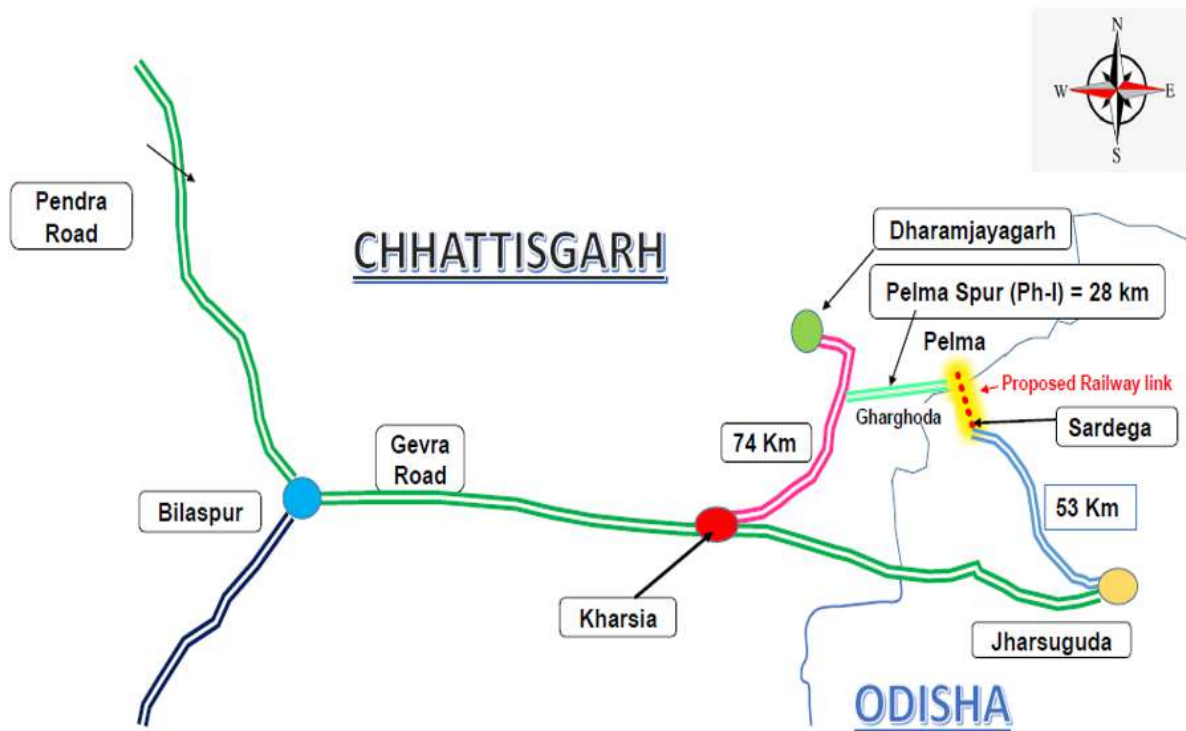 N
W
E
S
Pendra
Road
CHHATTISGARH
Dharamjayagarh
Pelma Spur (Ph-I) = 28 km
Pelma
Proposed Railway link
Gharghoda
Sardega
74 Km
Gevra
Road
Bilaspur
53 Km
Kharsia
Jharsuguda
ODISHA